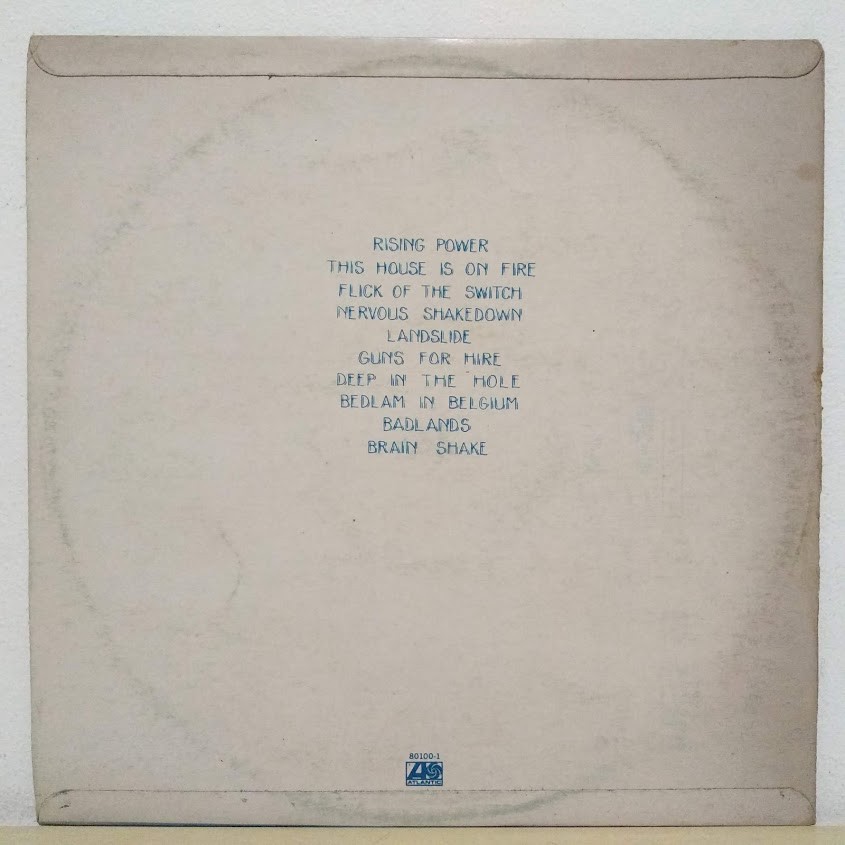 RISING POWER
THIS HOUSE IS ON FIRE
FLICK OF THE SWITCH
NERVOUS SHAKEDOWN
LANDSLIDE
GUNS FOR HIRE
DEEP IN THE HOLE
BEDLAM IN BELGIUM
BADLANDS
BRAIN SHAKE
80100-1
ATLANTIC